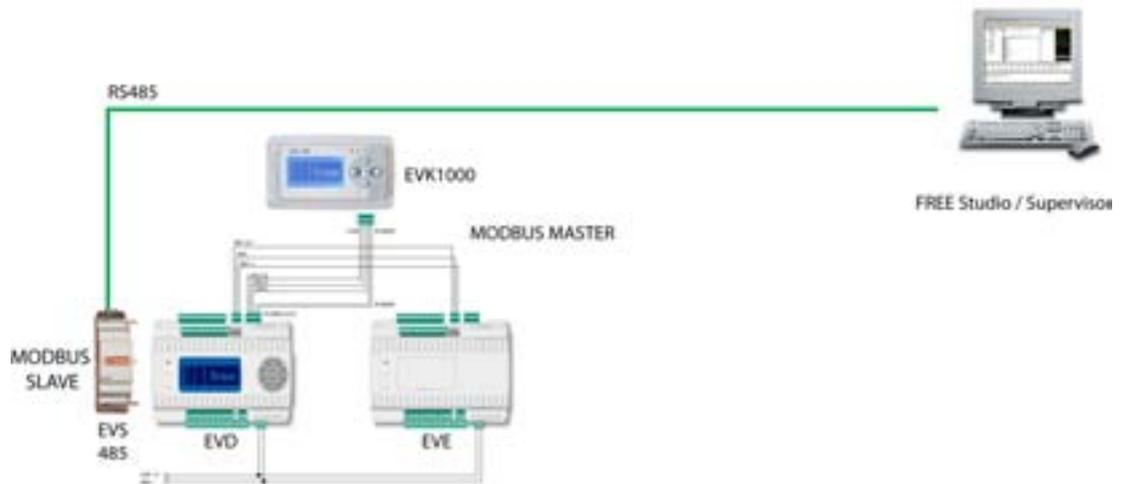 RS485
EVK1000
FREE Studio / Supervisor
MODBUS MASTER
MODBUS
SLAVE
EVS
485
EVD
EVE